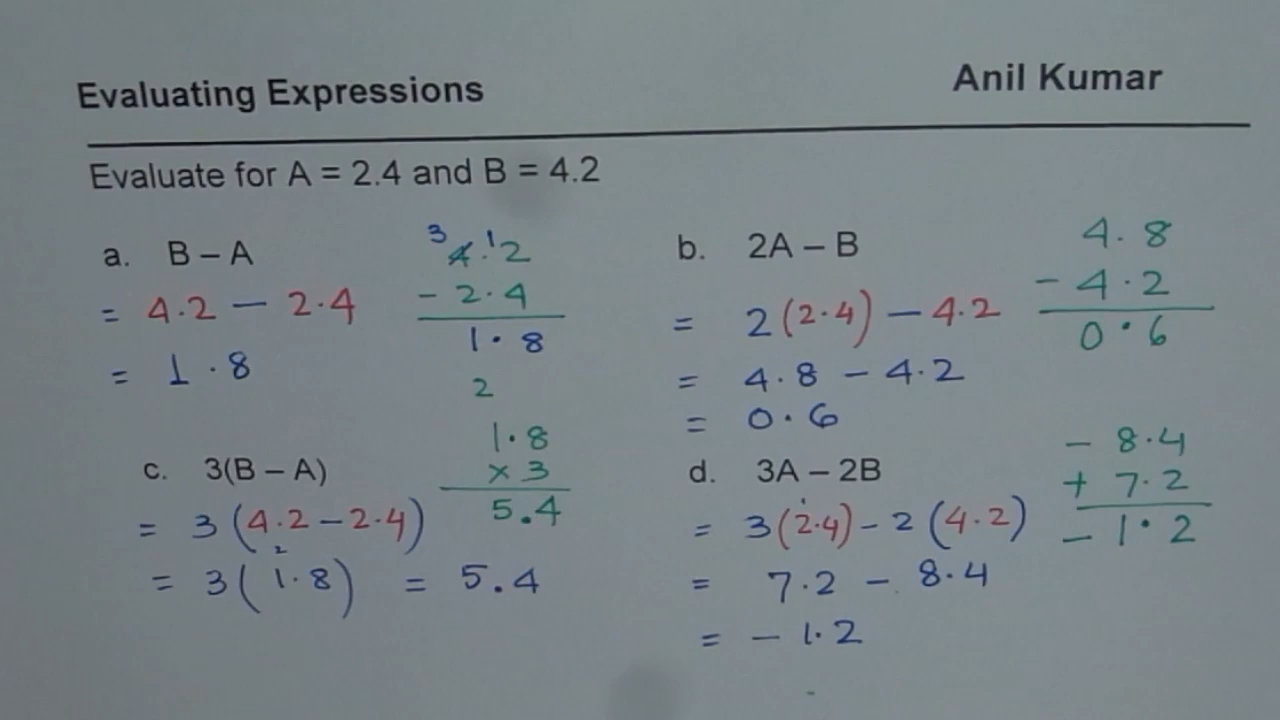 Evaluating Expressions
Anil Kumar
Evaluate for A = 2.4 and B = 4.2
a. B – A
= 4.2 – 2.4
= 1.8
3 1
4.2
- 2.4
1.8
b. 2A – B
= 2(2.4) – 4.2
= 4.8 – 4.2
= 0.6
4.8
- 4.2
0.6
c. 3(B – A)
= 3(4.2 – 2.4)
2
= 3(1.8) = 5.4
2
1.8
× 3
5.4
d. 3A – 2B
= 3(2.4) – 2(4.2)
= 7.2 – 8.4
= – 1.2
- 8.4
+ 7.2
- 1.2